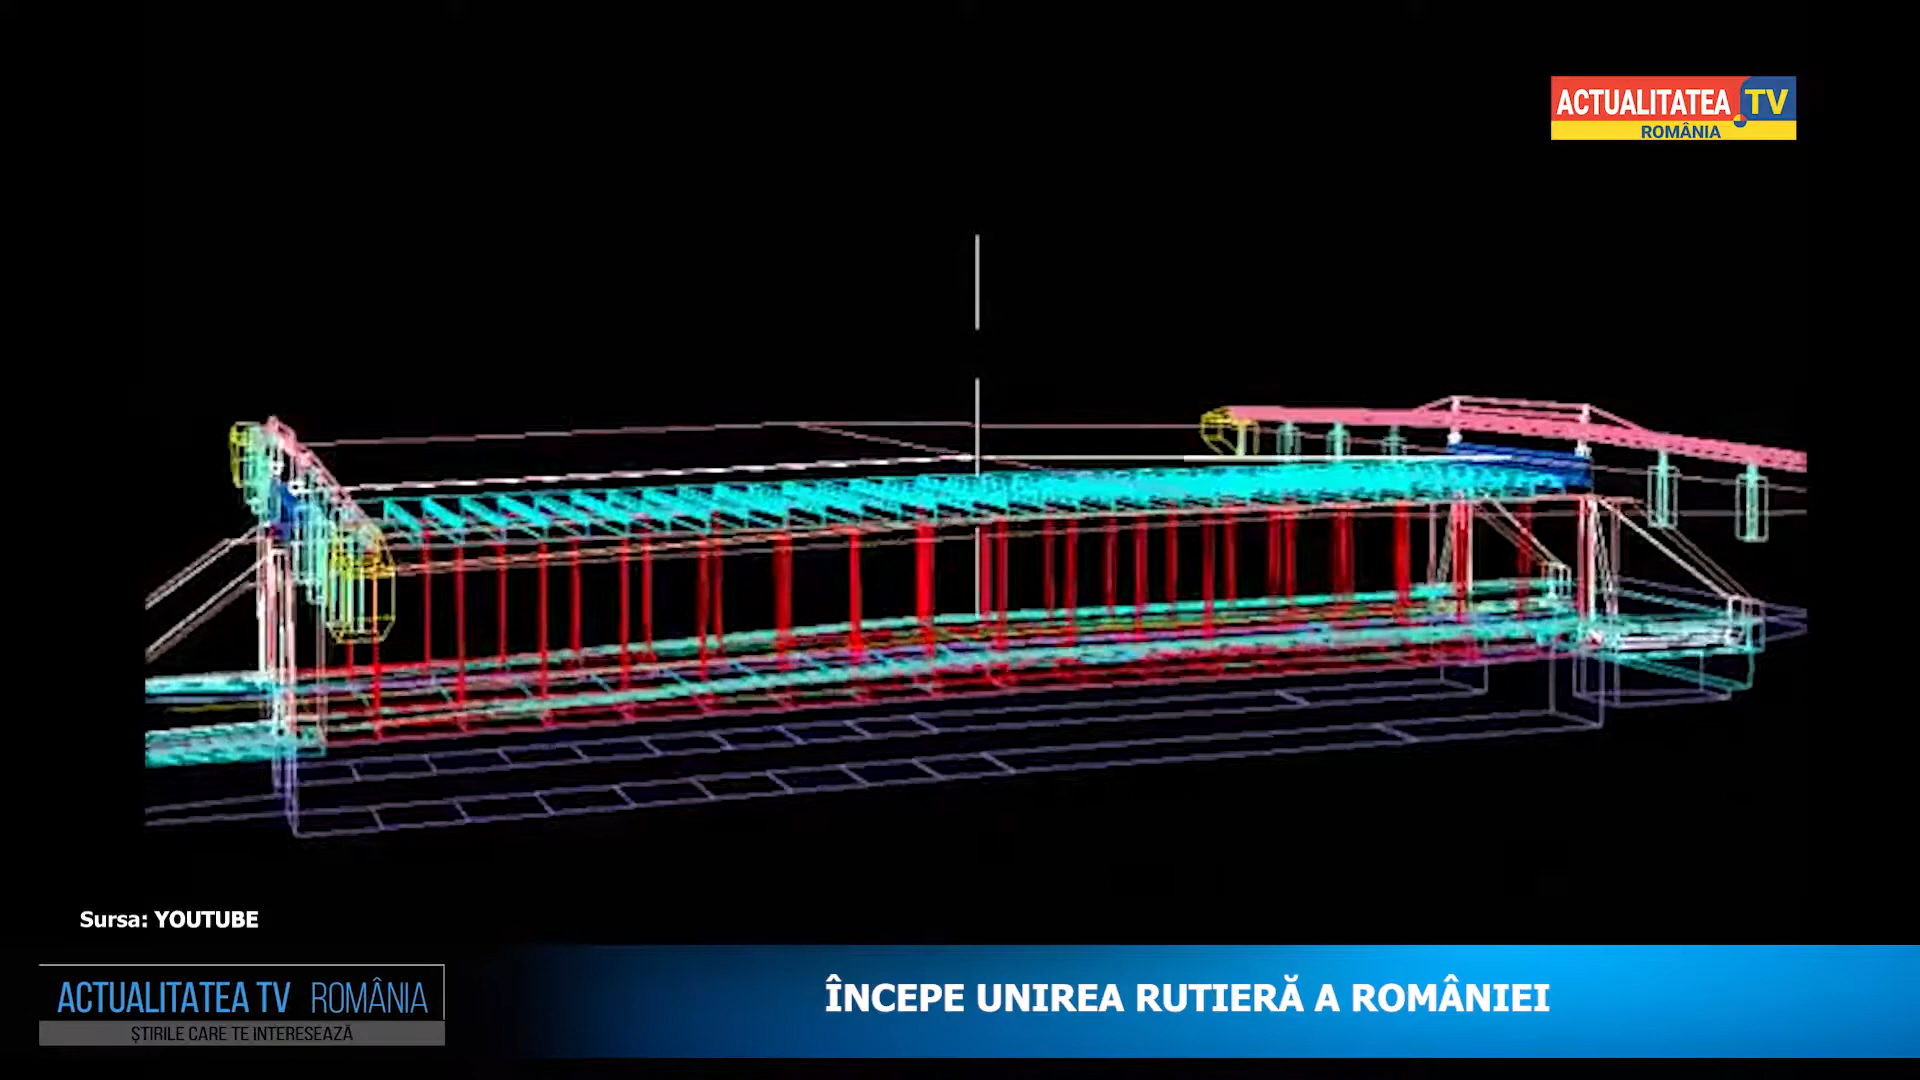 ACTUALITATEA TV
ROMÂNIA
Sursa: YOUTUBE
ACTUALITATEA TV ROMÂNIA
ȘTIRILE CARE TE INTERESEAZĂ
ÎNCEPE UNIREA RUTIERĂ A ROMÂNIEI